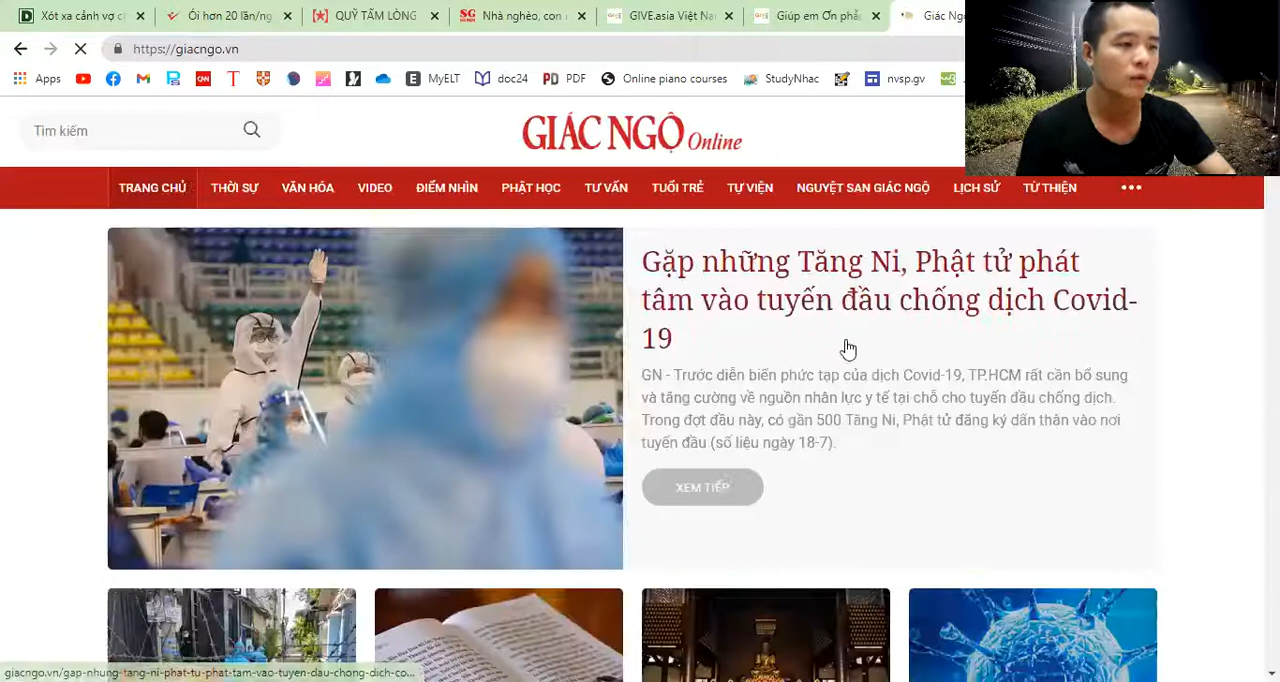 Xót xa cảnh vợ c
Ói hơn 20 lần/ng
QUỸ TẤM LÒNG
Nhà nghèo, con
GIVE.asia Việt Na
Giúp em Ơn phẫ
Giác Ng
https://giacngo.vn
Apps
MyELT
doc24
PDF
Online piano courses
StudyNhac
nvsp.gv
Tìm kiếm
GIÁC NGỘ Online
TRANG CHỦ
THỜI SỰ
VĂN HÓA
VIDEO
ĐIỂM NHÌN
PHẬT HỌC
TƯ VẤN
TUỔI TRẺ
TỰ VIỆN
NGUYỆT SAN GIÁC NGỘ
LỊCH SỬ
TỪ THIỆN
Gặp những Tăng Ni, Phật tử phát
tâm vào tuyến đầu chống dịch Covid-
19
GN - Trước diễn biến phức tạp của dịch Covid-19, TP.HCM rất cần bổ sung
và tăng cường về nguồn nhân lực y tế tại chỗ cho tuyến đầu chống dịch.
Trong đợt đầu này, có gần 500 Tăng Ni, Phật tử đăng ký dấn thân vào nơi
tuyến đầu (số liệu ngày 18-7).
XEM TIẾP
giacngo.vn/gap-nhung-tang-ni-phat-tu-phat-tam-vao-tuyen-dau-chong-dich-co...